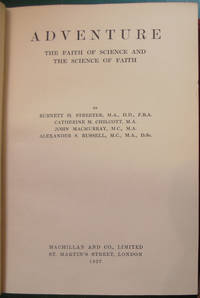 ADVENTURE
THE FAITH OF SCIENCE AND
THE SCIENCE OF FAITH
BY
BURNETT H. STREETER, M.A., D.D., F.B.A.
CATHERINE M. CHILCOTT, M.A.
JOHN MACMURRAY, M.C., M.A.
ALEXANDER S. RUSSELL, M.C., M.A., D.Sc.
MACMILLAN AND CO., LIMITED
ST. MARTIN'S STREET, LONDON
1927